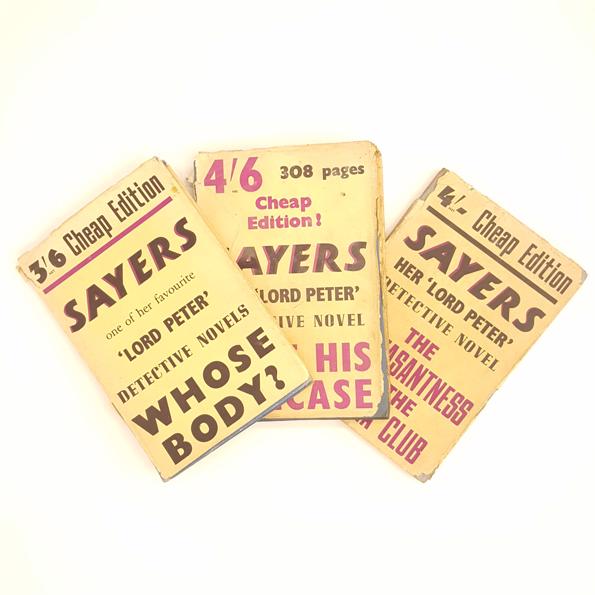 3/6 Cheap Edition
SAYERS
one of her favourite
'LORD PETER'
DETECTIVE NOVELS
WHOSE
BODY?
4/6 308 pages
Cheap
Edition!
AYERS
'LORD PETER'
TIVE NOVEL
HIS
CASE
4/- Cheap Edition
SAYERS
HER 'LORD PETER'
DETECTIVE NOVEL
THE
ASANTNESS
THE
CLUB